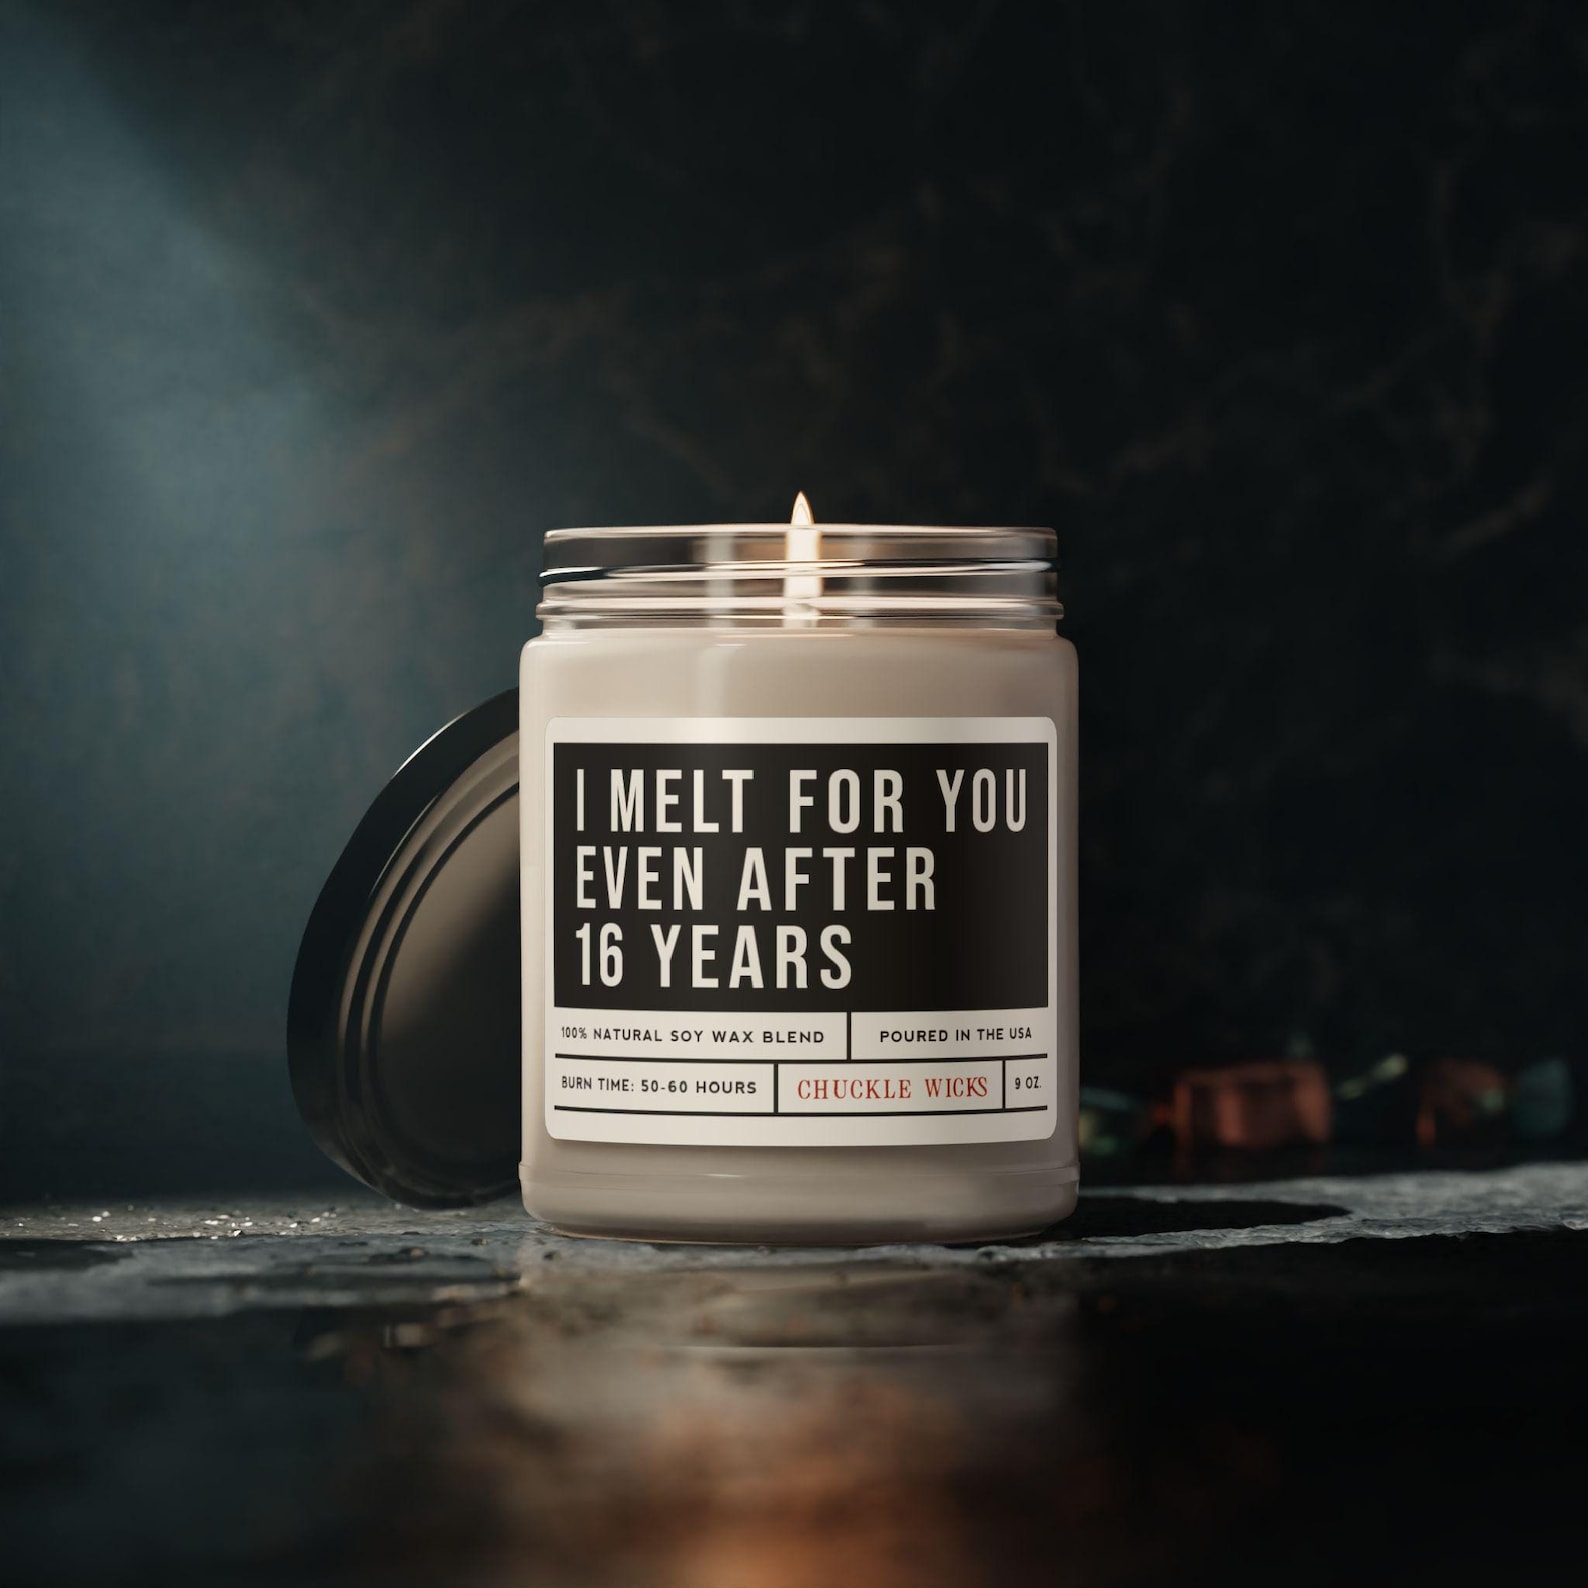 I MELT FOR YOU
EVEN AFTER
16 YEARS
100% NATURAL SOY WAX BLEND
POURED IN THE USA
BURN TIME: 50-60 HOURS
CHUCKLE WICKS
9 OZ.